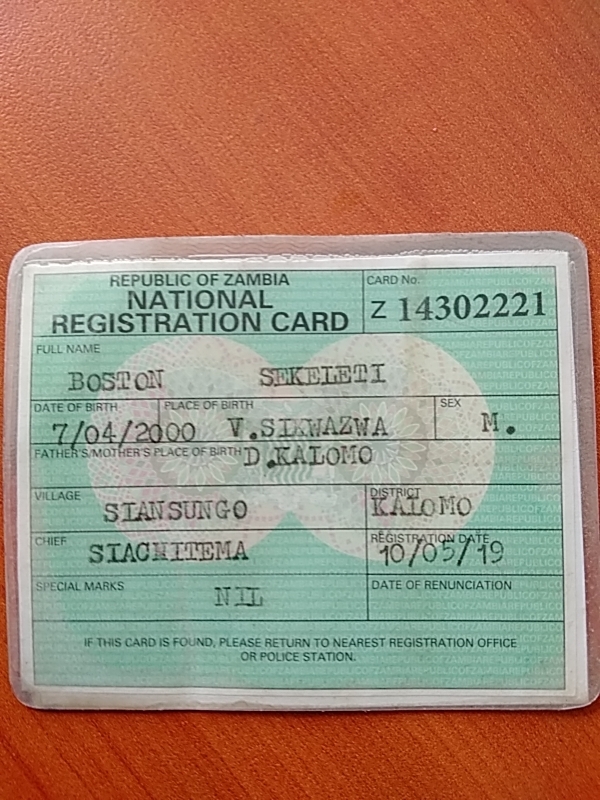 REPUBLIC OF ZAMBIA
NATIONAL
REGISTRATION CARD
CARD No.
Z 14302221
FULL NAME
BOSTON SEKELETI
DATE OF BIRTH
7/04/2000
PLACE OF BIRTH
V.SIKWAZWA
SEX
M.
FATHER'S/MOTHER'S PLACE OF BIRTH
D.KALOMO
VILLAGE
SIANSUNGO
DISTRICT
KALOMO
CHIEF
SIACHITEMA
REGISTRATION DATE
10/05/19
SPECIAL MARKS
NIL
DATE OF RENUNCIATION
IF THIS CARD IS FOUND, PLEASE RETURN TO NEAREST REGISTRATION OFFICE
OR POLICE STATION.